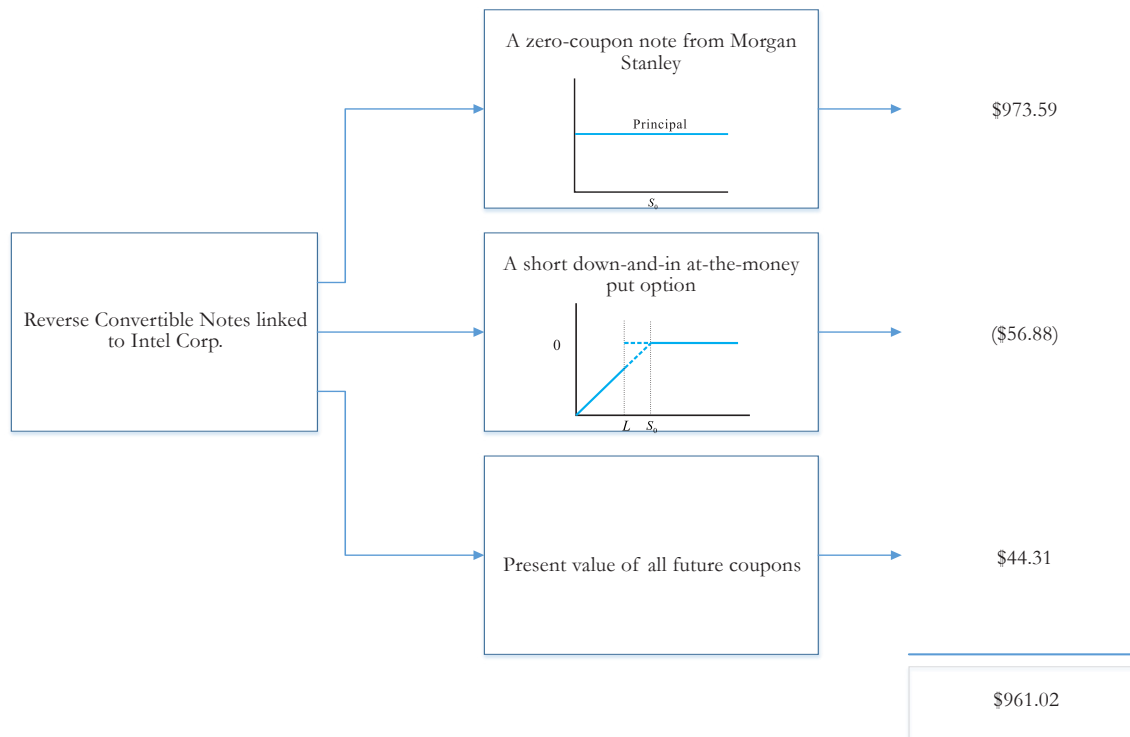 A zero-coupon note from Morgan
Stanley
Principal
S₀
$973.59
Reverse Convertible Notes linked
to Intel Corp.
A short down-and-in at-the-money
put option
0
L S₀
($56.88)
Present value of all future coupons
$44.31
$961.02